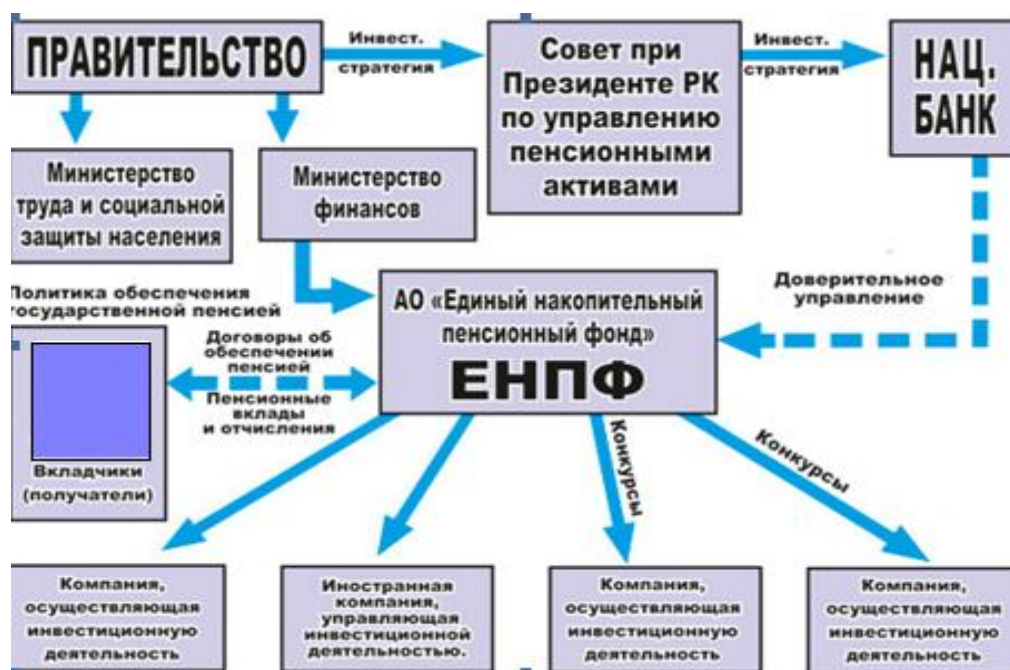 ПРАВИТЕЛЬСТВО
Инвест.
стратегия
Совет при
Президенте РК
по управлению
пенсионными
активами
Инвест.
стратегия
НАЦ.
БАНК
Министерство
труда и социальной
защиты населения
Министерство
финансов
Политика обеспечения
государственной пенсией
Договоры об
обеспечении
пенсией
Пенсионные
вклады
и отчисления
АО «Единый накопительный
пенсионный фонд»
ЕНПФ
Доверительное
управление
Вкладчики
(получатели)
Конкурсы
Конкурсы
Компания,
осуществляющая
инвестиционную
деятельность
Иностранная
компания,
управляющая
инвестиционной
деятельностью.
Компания,
осуществляющая
инвестиционную
деятельность
Компания,
осуществляющая
инвестиционную
деятельность